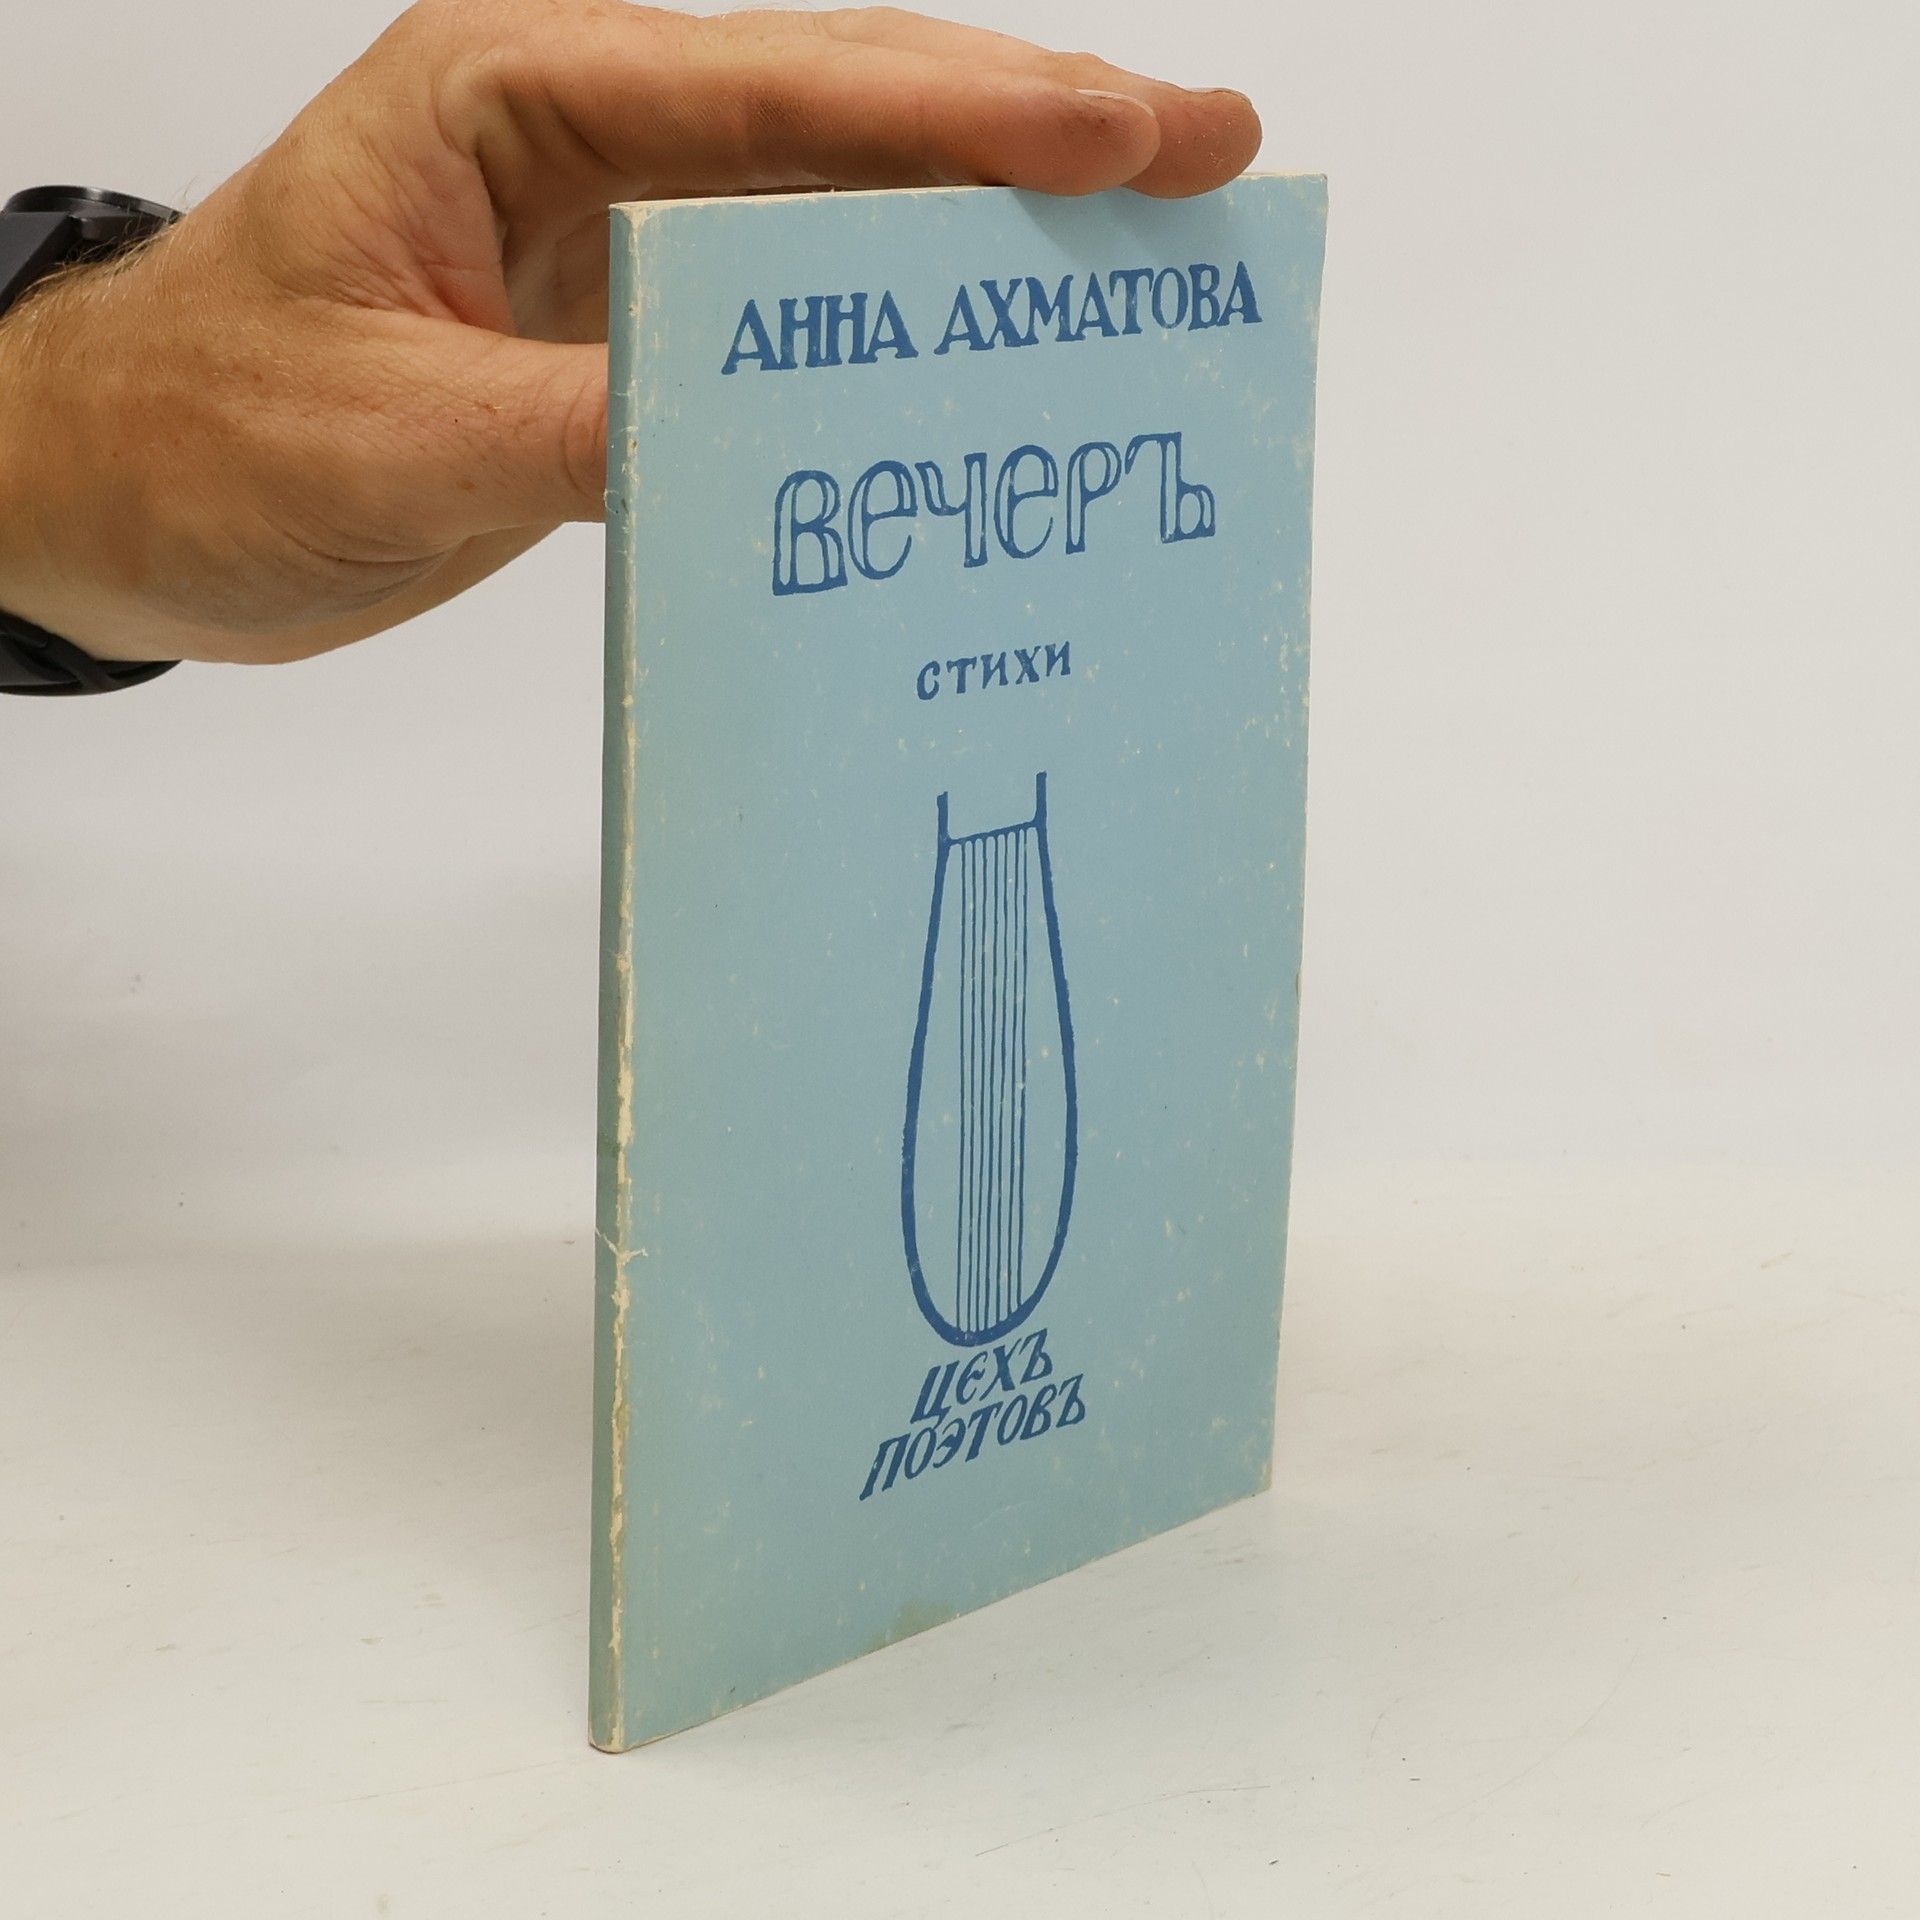 АННА АХМАТОВА
ВЕЧЕРЪ
СТИХИ
ЦЕХЪ
ПОЭТОВЪ